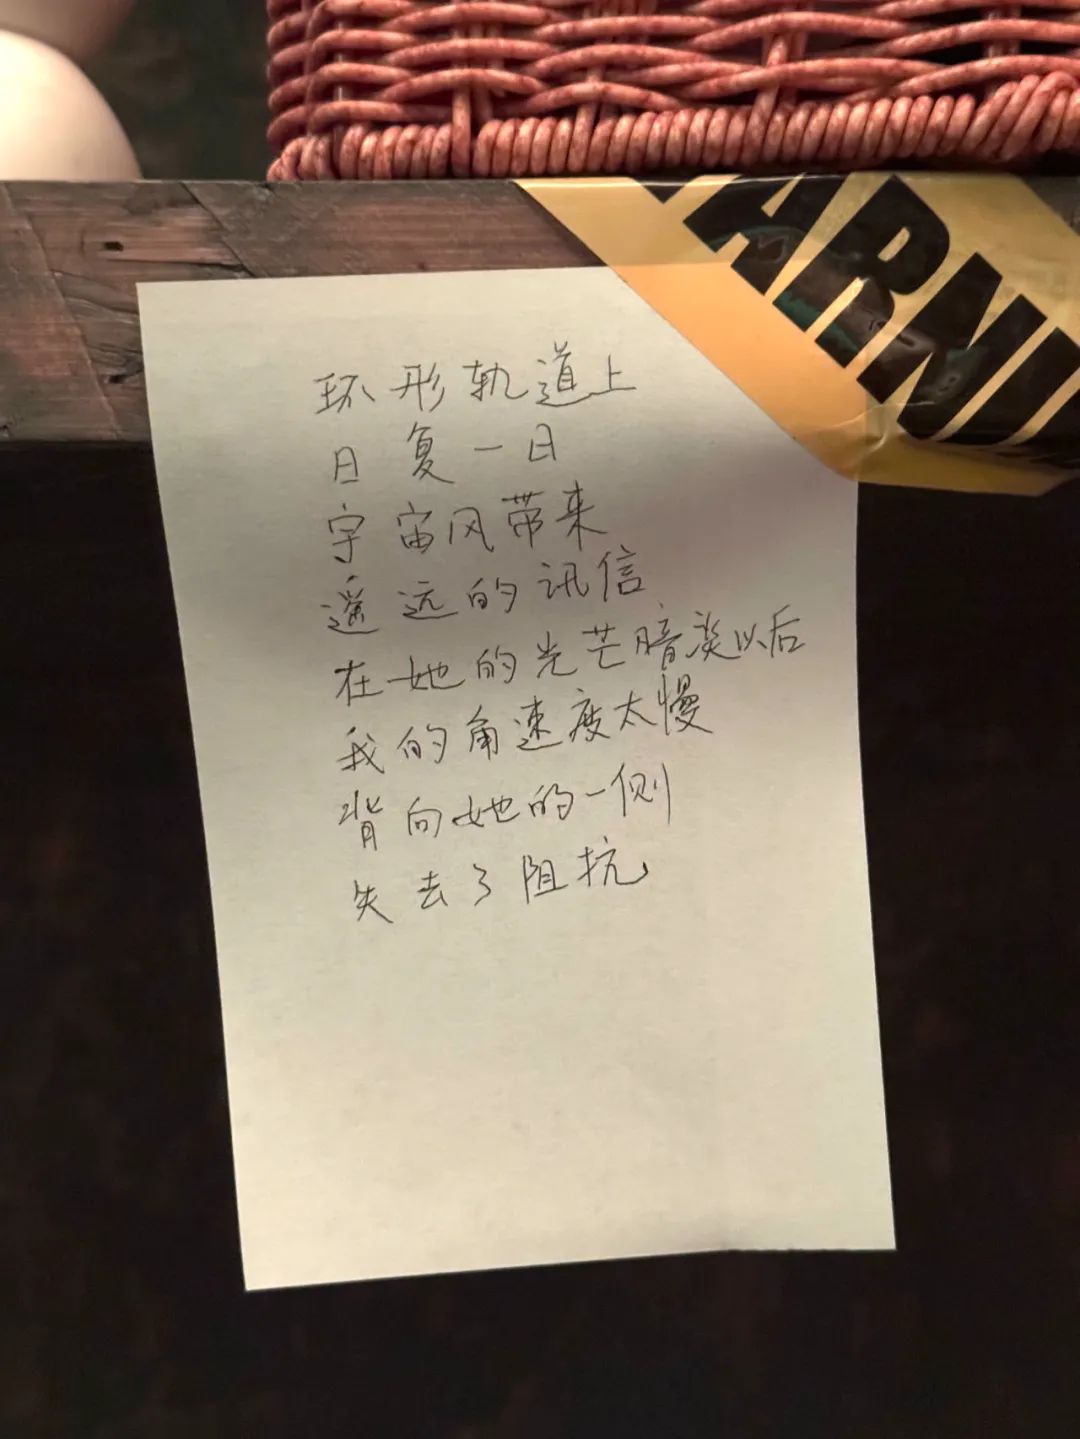 ARNI
环形轨道上
日复一日
宇宙风带来
遥远的讯信
在她的光芒暗淡以后
我的角速度太慢
背向她的一侧
失去了阻抗